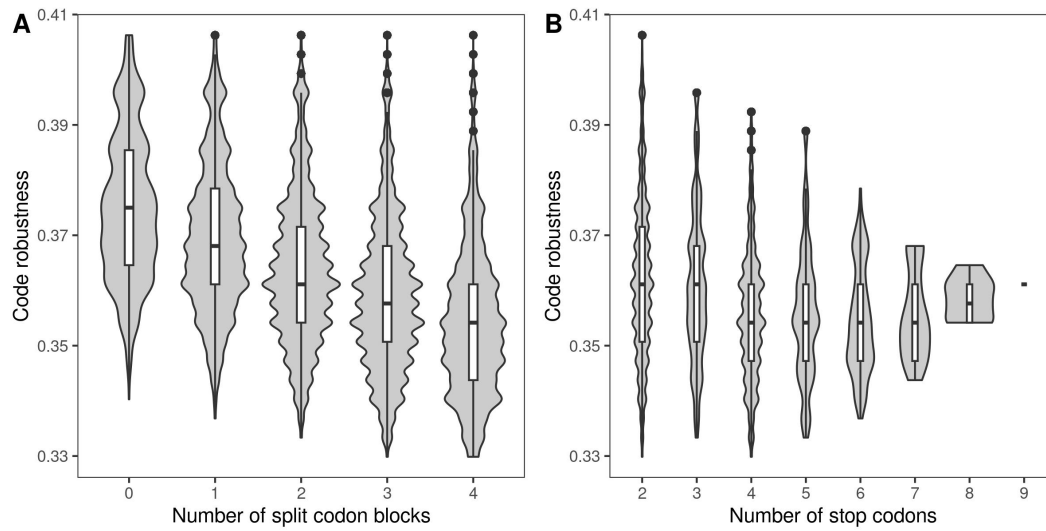 A
Code robustness
0.41
0.39
0.37
0.35
0.33
0 1 2 3 4
Number of split codon blocks
B
Code robustness
0.41
0.39
0.37
0.35
0.33
2 3 4 5 6 7 8 9
Number of stop codons